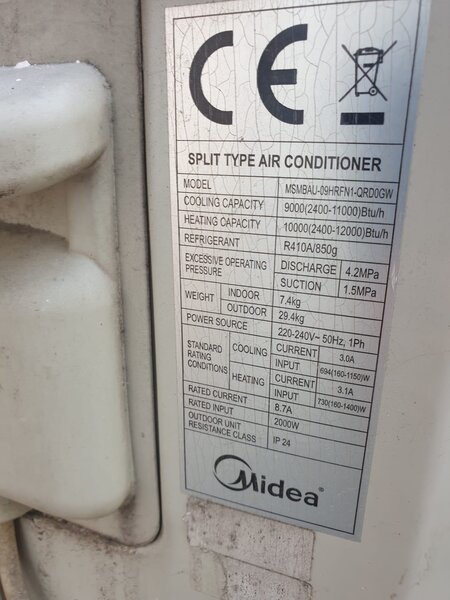 CE
SPLIT TYPE AIR CONDITIONER
MODEL MSMBAU-09HRFN1-QRD0GW
COOLING CAPACITY 9000(2400-11000)Btu/h
HEATING CAPACITY 10000(2400-12000)Btu/h
REFRIGERANT R410A/850g
EXCESSIVE OPERATING PRESSURE DISCHARGE 4.2MPa
SUCTION 1.5MPa
WEIGHT INDOOR 7.4kg
OUTDOOR 29.4kg
POWER SOURCE 220-240V~ 50Hz, 1Ph
STANDARD RATING CONDITIONS COOLING CURRENT 3.0A
INPUT 694(160-1150)W
HEATING CURRENT 3.1A
INPUT 730(160-1400)W
RATED CURRENT 8.7A
RATED INPUT 2000W
OUTDOOR UNIT RESISTANCE CLASS IP 24
Midea